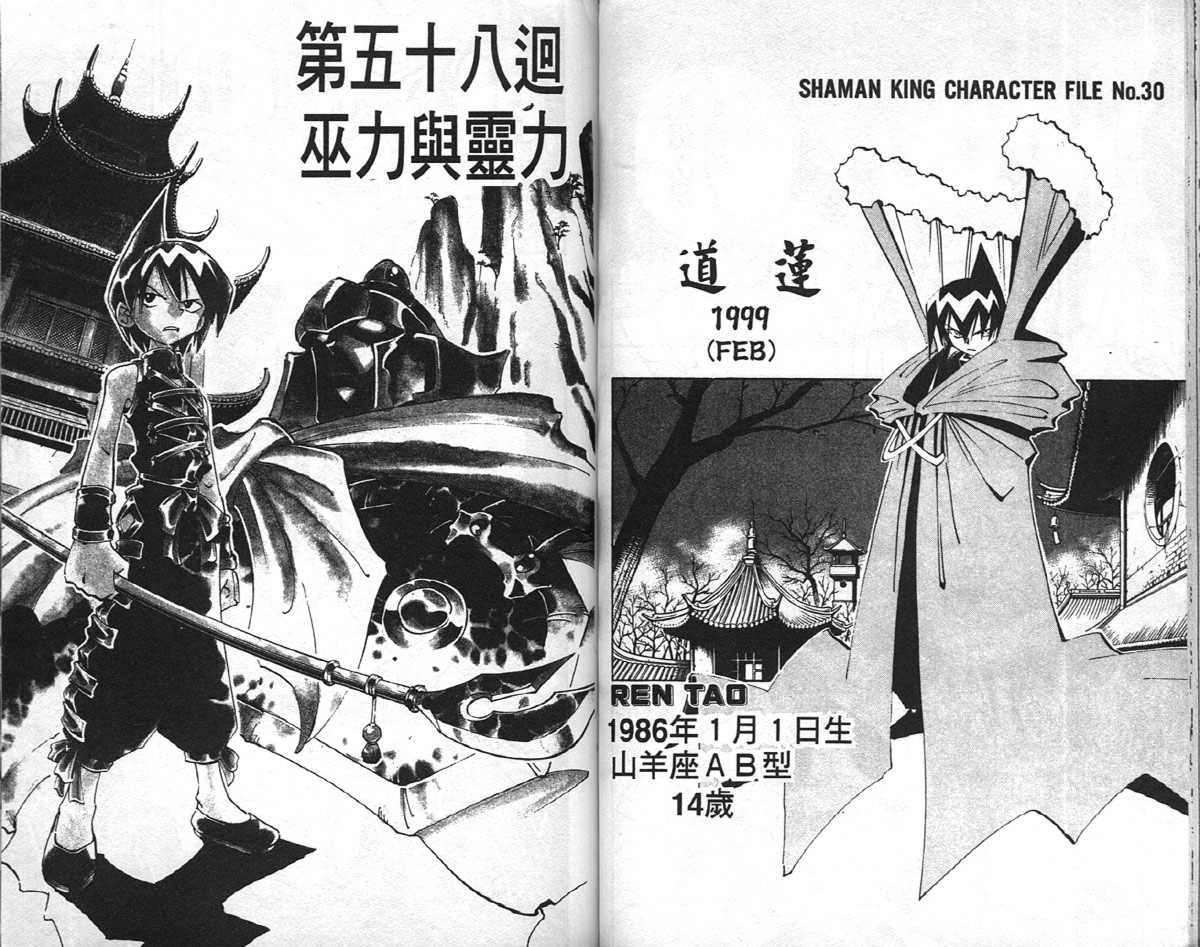 第五十八迴
巫力與靈力
SHAMAN KING CHARACTER FILE No.30
道 蓮
1999
(FEB)
REN TAO
1986年1月1日生
山羊座AB型
14歲